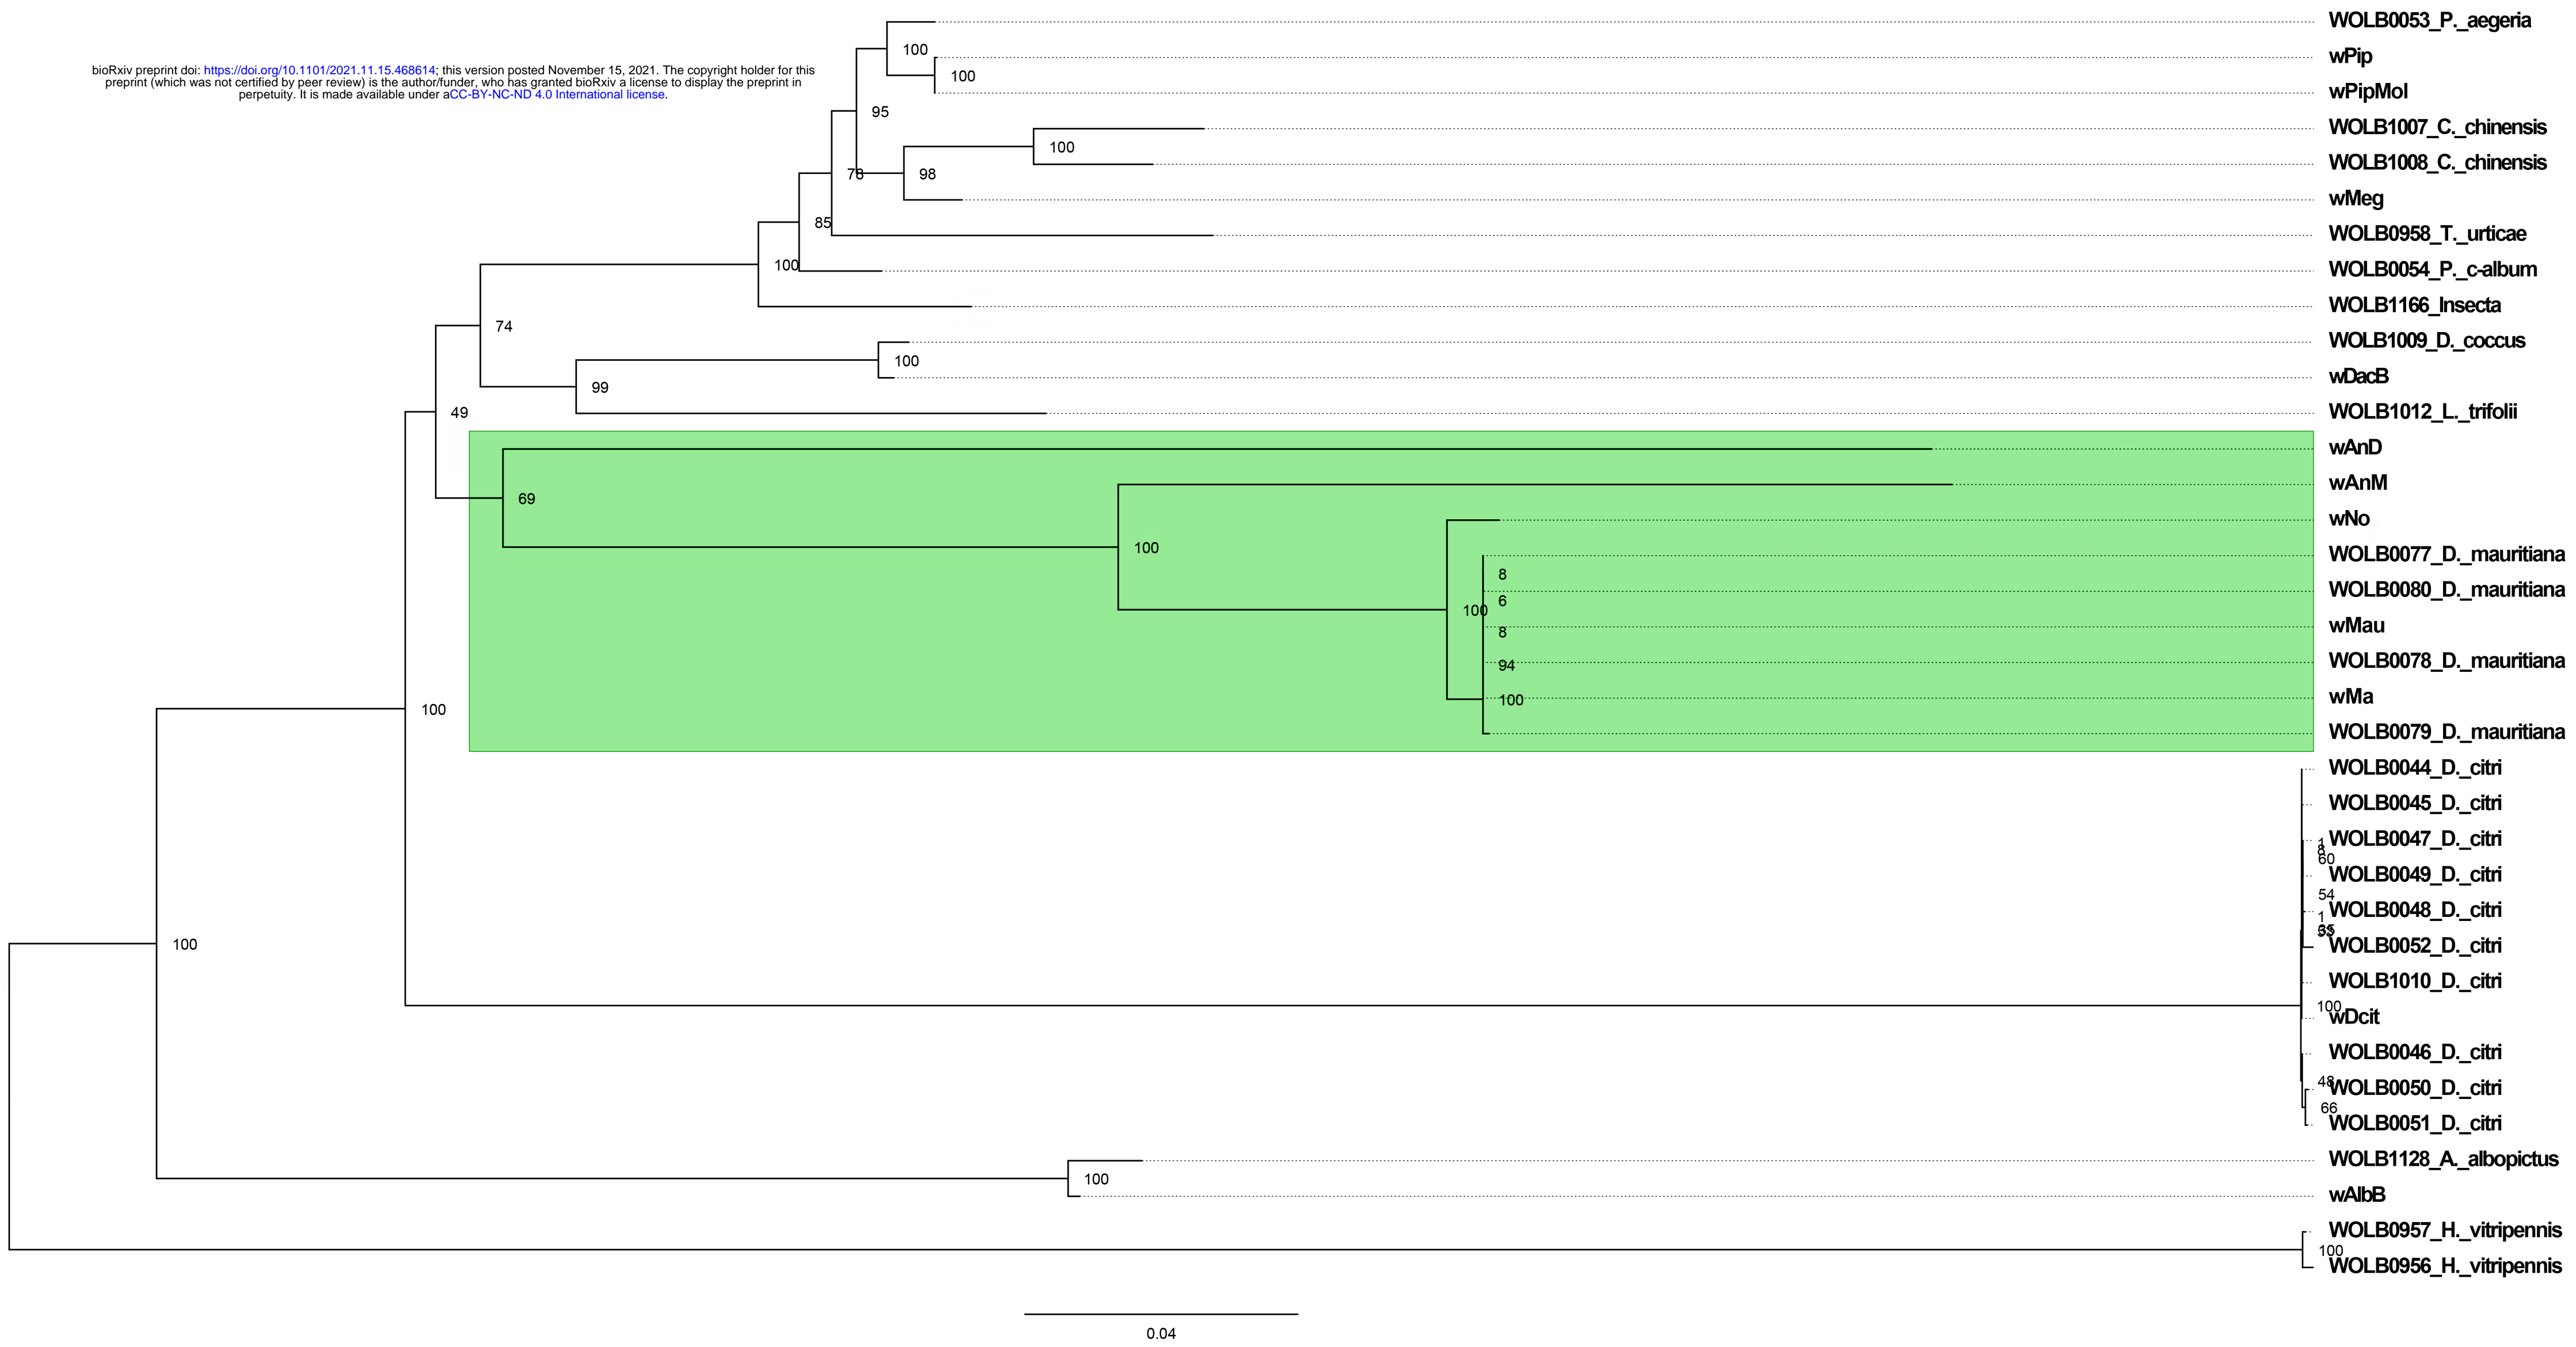 WOLB0053_P._aegeria
100
wPip
bioRxiv preprint doi: https://doi.org/10.1101/2021.11.15.468614; this version posted November 15, 2021. The copyright holder for this
preprint (which was not certified by peer review) is the author/funder, who has granted bioRxiv a license to display the preprint in
perpetuity. It is made available under aCC-BY-NC-ND 4.0 International license.
100
wPipMol
95
WOLB1007_C._chinensis
100
WOLB1008_C._chinensis
78
98
wMeg
85
WOLB0958_T._urticae
100
WOLB0054_P._c-album
WOLB1166_Insecta
74
WOLB1009_D._coccus
100
wDacB
99
49
WOLB1012_L._trifolii
wAnD
wAnM
69
wNo
100
WOLB0077_D._mauritiana
8
WOLB0080_D._mauritiana
6
100
wMau
8
WOLB0078_D._mauritiana
94
wMa
100
100
WOLB0079_D._mauritiana
WOLB0044_D._citri
WOLB0045_D._citri
WOLB0047_D._citri
8
60
WOLB0049_D._citri
54
WOLB0048_D._citri
1
WOLB0052_D._citri
100
WOLB1010_D._citri
100
wDcit
WOLB0046_D._citri
48
WOLB0050_D._citri
66
WOLB0051_D._citri
WOLB1128_A._albopictus
100
wAlbB
WOLB0957_H._vitripennis
100
WOLB0956_H._vitripennis
0.04